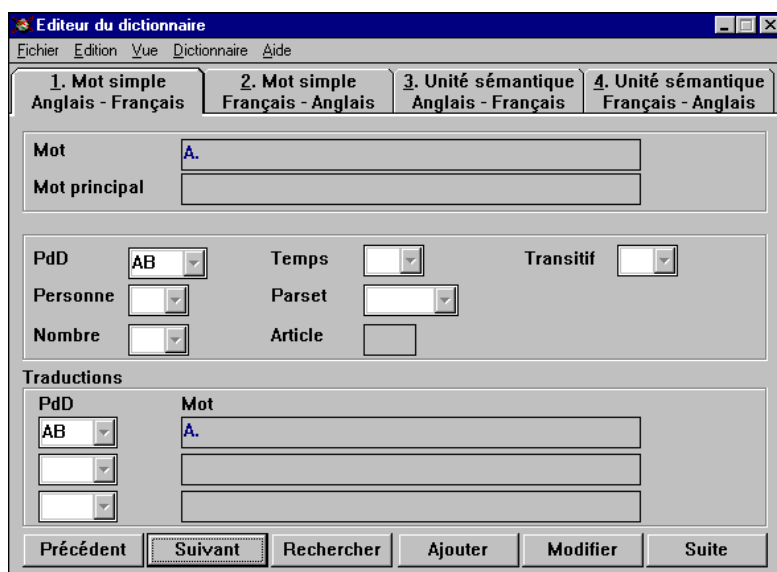 Editeur du dictionnaire
Fichier Edition Vue Dictionnaire Aide
1. Mot simple
Anglais - Français
2. Mot simple
Français - Anglais
3. Unité sémantique
Anglais - Français
4. Unité sémantique
Français - Anglais
Mot A.
Mot principal
PdD AB Temps Transitif
Personne Parset
Nombre Article
Traductions
PdD Mot
AB A.
Précédent Suivant Rechercher Ajouter Modifier Suite